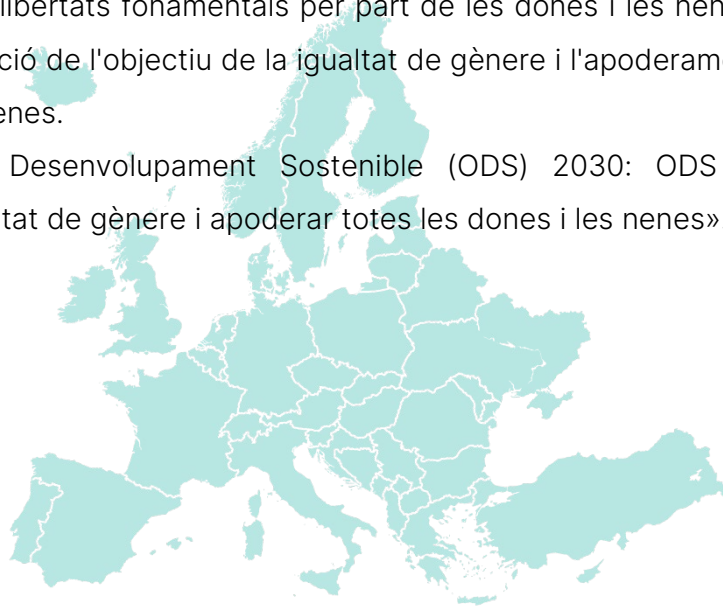 llibertats fonamentals per part de les dones i les nen
ció de l'objectiu de la igualtat de gènere i l'apoderam
enes.
Desenvolupament Sostenible (ODS) 2030: ODS
tat de gènere i apoderar totes les dones i les nenes»